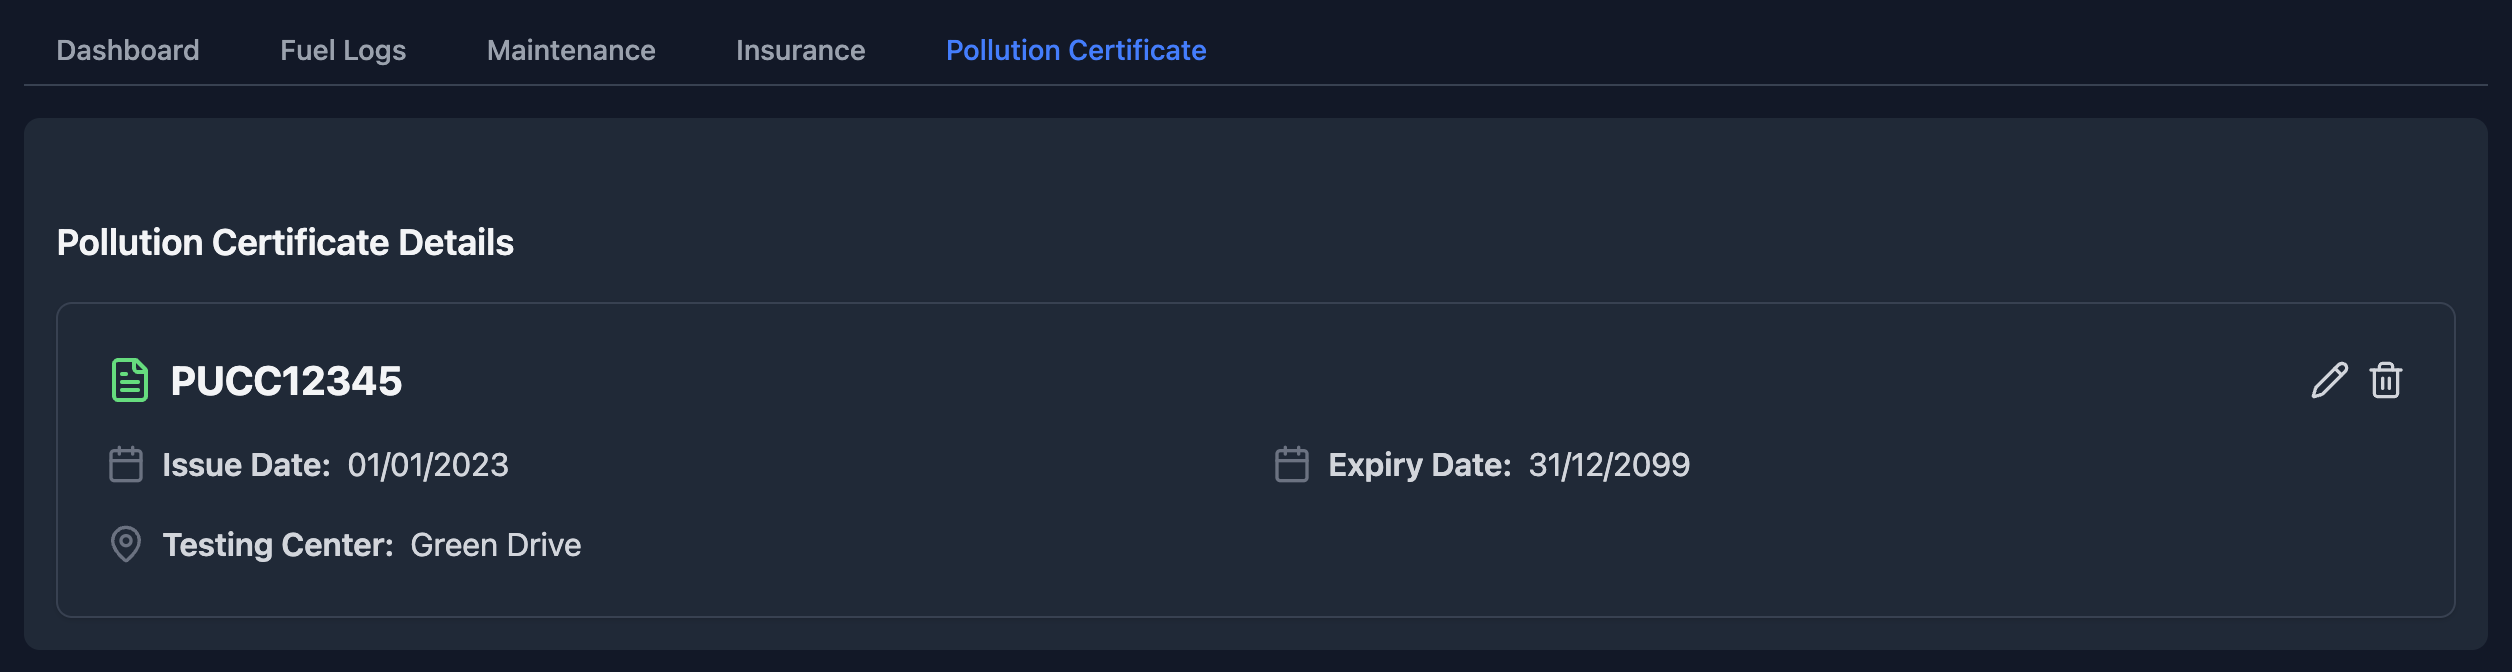 Dashboard Fuel Logs Maintenance Insurance Pollution Certificate
Pollution Certificate Details
PUCC12345
Issue Date: 01/01/2023 Expiry Date: 31/12/2099
Testing Center: Green Drive